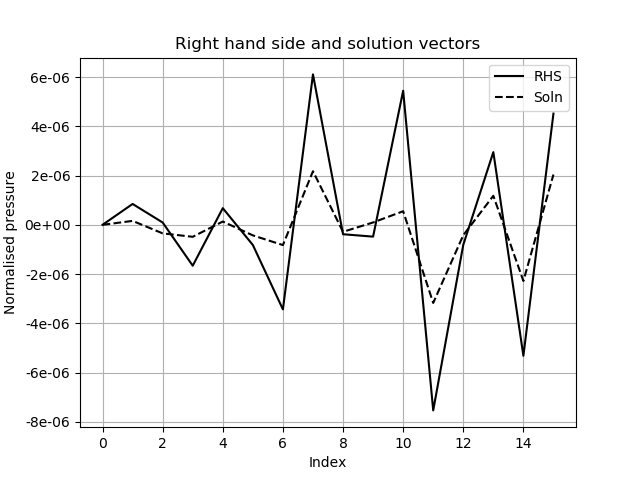 Right hand side and solution vectors
RHS
Soln
Normalised pressure
6e-06
4e-06
2e-06
0e+00
-2e-06
-4e-06
-6e-06
-8e-06
0 2 4 6 8 10 12 14
Index